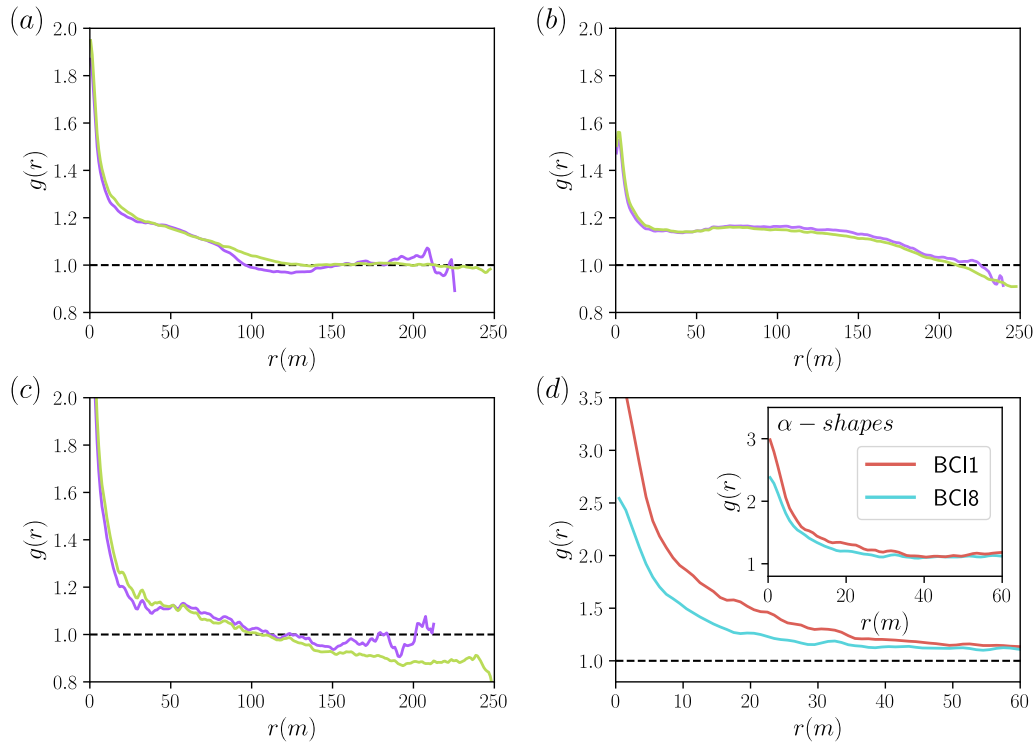 (a)
2.0
1.8
1.6
1.4
1.2
1.0
0.8
g(r)
0 50 100 150 200 250
r(m)
(b)
2.0
1.8
1.6
1.4
1.2
1.0
0.8
g(r)
0 50 100 150 200 250
r(m)
(c)
2.0
1.8
1.6
1.4
1.2
1.0
0.8
g(r)
0 50 100 150 200 250
r(m)
(d)
3.5
3.0
2.5
2.0
1.5
1.0
g(r)
0 10 20 30 40 50 60
r(m)
α − shapes
BCI1
BCI8
3
2
1
g(r)
0 20 40 60
r(m)